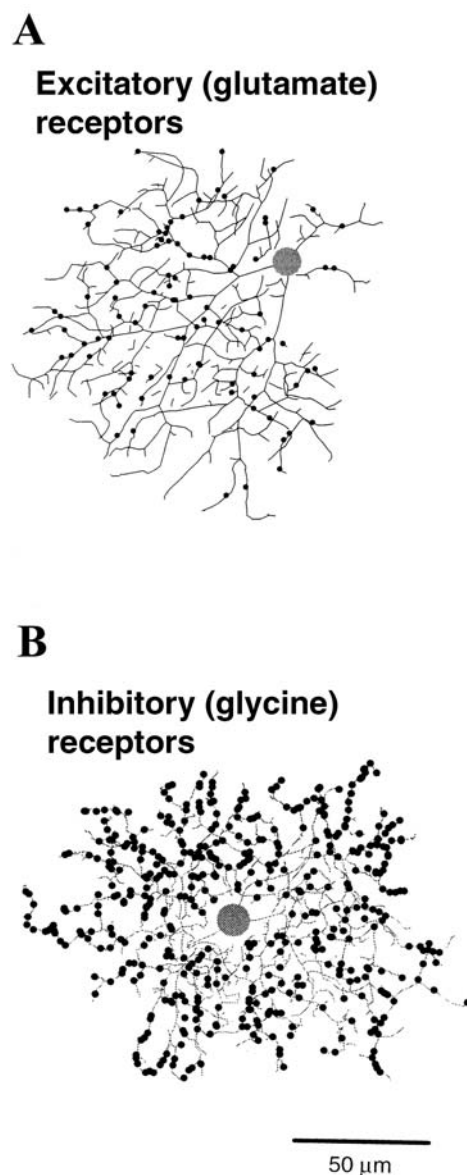 A
Excitatory (glutamate)
receptors
B
Inhibitory (glycine)
receptors
50 μm